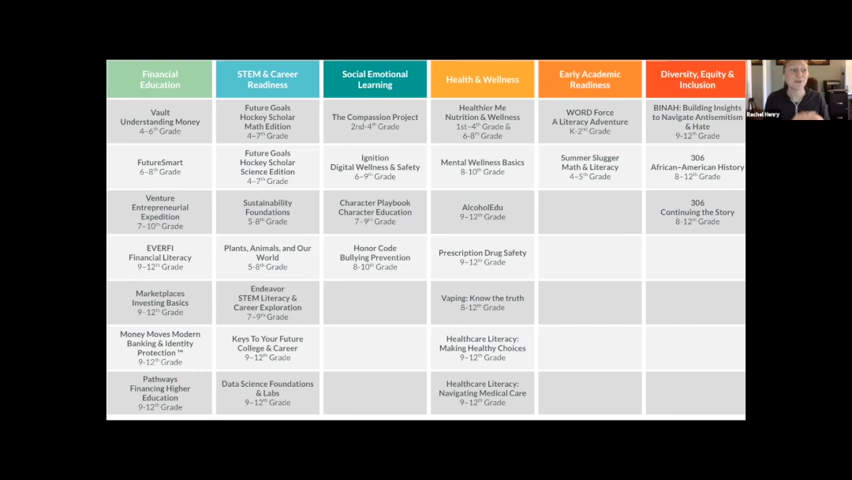 Financial
Education
STEM & Career
Readiness
Social Emotional
Learning
Health & Wellness
Early Academic
Readiness
Diversity, Equity &
Inclusion
Vault
Understanding Money
4-6th Grade
Future Goals
Hockey Scholar
Math Edition
4-7th Grade
The Compassion Project
2nd-4th Grade
Healthier Me
Nutrition & Wellness
1st-4th Grade &
6-8th Grade
WORD Force
A Literacy Adventure
K-2nd Grade
BINAH: Building Insights
to Navigate Antisemitism
& Hate
9-12th Grade
FutureSmart
6-8th Grade
Future Goals
Hockey Scholar
Science Edition
4-7th Grade
Ignition
Digital Wellness & Safety
6-9th Grade
Mental Wellness Basics
8-10th Grade
Summer Slugger
Math & Literacy
4-5th Grade
306
African-American History
8-12th Grade
Venture
Entrepreneurial
Expedition
7-10th Grade
Sustainability
Foundations
5-8th Grade
Character Playbook
Character Education
7-9th Grade
AlcoholEdu
9-12th Grade
306
Continuing the Story
8-12th Grade
EVERFI
Financial Literacy
9-12th Grade
Plants, Animals, and Our
World
5-8th Grade
Honor Code
Bullying Prevention
8-10th Grade
Prescription Drug Safety
9-12th Grade
Marketplaces
Investing Basics
9-12th Grade
Endeavor
STEM Literacy &
Career Exploration
7-9th Grade
Vaping: Know the truth
8-12th Grade
Money Moves Modern
Banking & Identity
Protection ™
9-12th Grade
Keys To Your Future
College & Career
9-12th Grade
Healthcare Literacy:
Making Healthy Choices
9-12th Grade
Pathways
Financing Higher
Education
9-12th Grade
Data Science Foundations
& Labs
9-12th Grade
Healthcare Literacy:
Navigating Medical Care
9-12th Grade
Rachel Henry